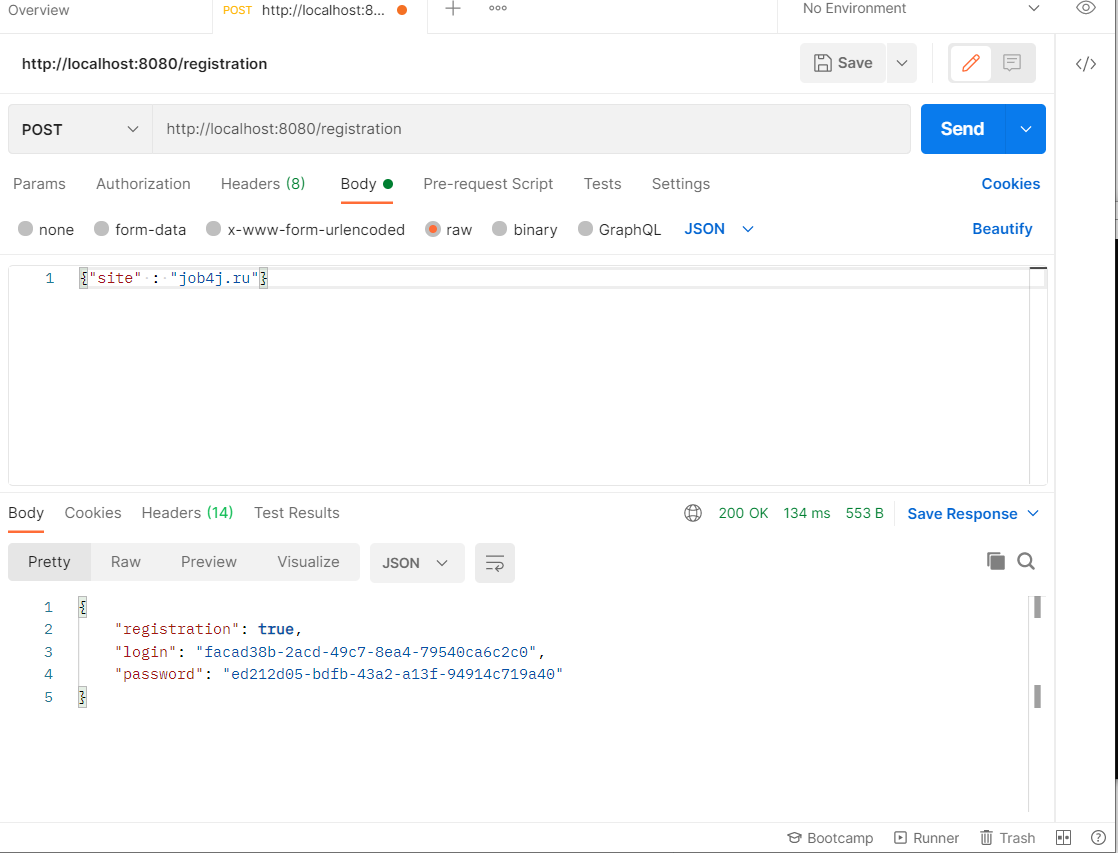 Overview
POST http://localhost:8... 
No Environment
http://localhost:8080/registration
Save
POST
http://localhost:8080/registration
Send
Params Authorization Headers (8) Body Pre-request Script Tests Settings Cookies
none form-data x-www-form-urlencoded raw binary GraphQL JSON Beautify
1 {"site" : "job4j.ru"}
Body Cookies Headers (14) Test Results 200 OK 134 ms 553 B Save Response
Pretty Raw Preview Visualize JSON
1 {
2 "registration": true,
3 "login": "facad38b-2acd-49c7-8ea4-79540ca6c2c0",
4 "password": "ed212d05-bdfb-43a2-a13f-94914c719a40"
5 }
Bootcamp Runner Trash